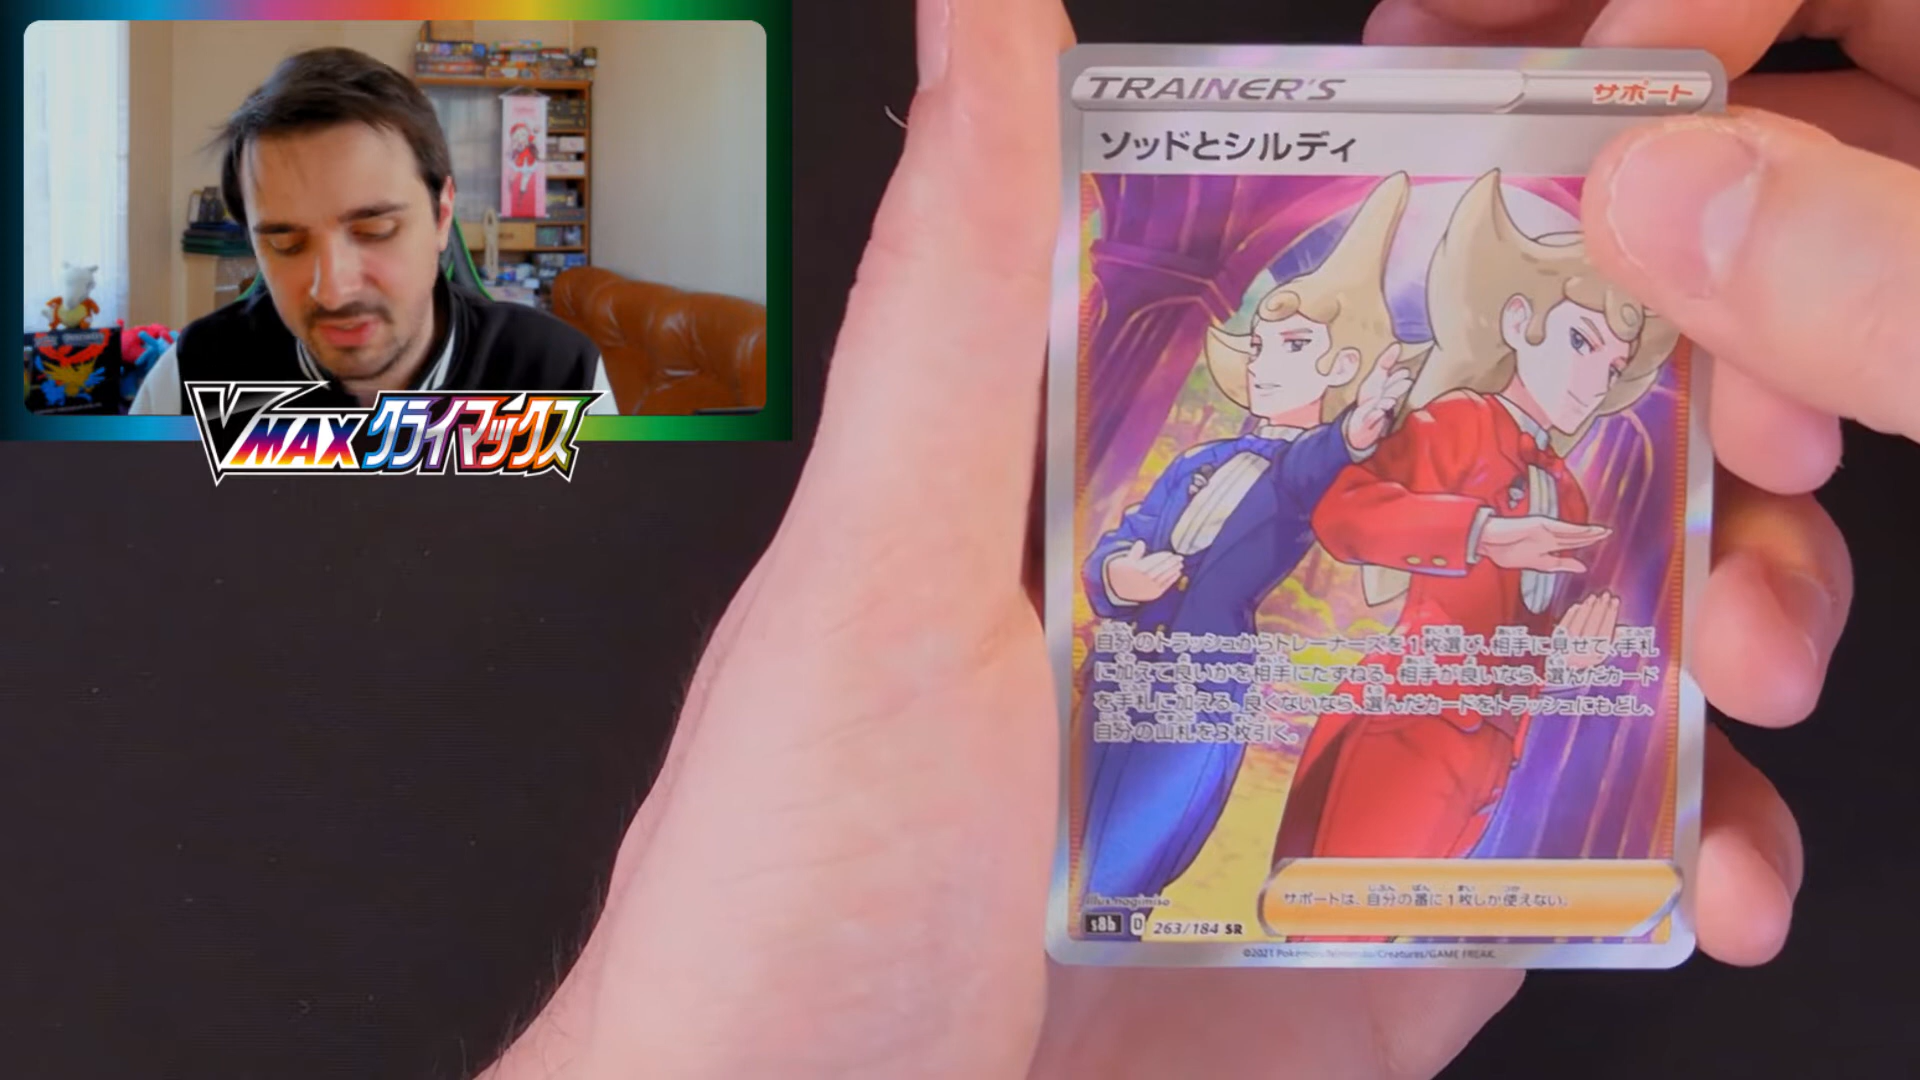 VMAX クライマックス
TRAINER'S
サポート
ソッドとシルディ
自分のトラッシュからトレーナーズを1枚選び、相手に見せて、手札
に加えて良いかを相手にたずねる。相手が良いなら、選んだカード
を手札に加える。良くないなら、選んだカードをトラッシュにもどし、
自分の山札を3枚引く。
サポートは、自分の番に1枚しか使えない。
Illus. nagimiso
s8b D 263/184 SR
©2021 Pokémon/Nintendo/Creatures/GAME FREAK.